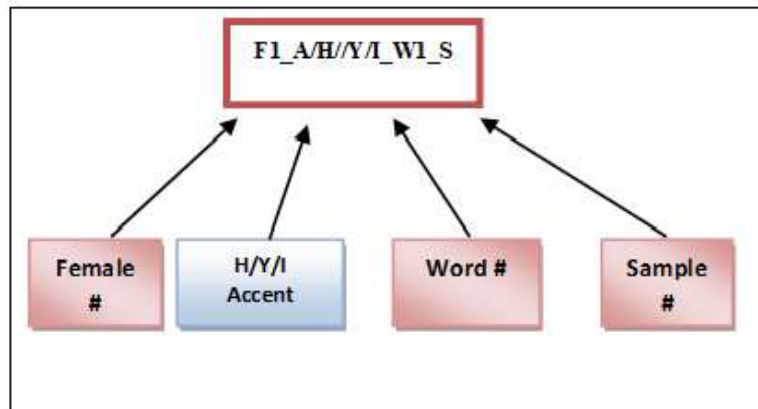 F1_A/H//Y/I_W1_S
Female
#
H/Y/I
Accent
Word #
Sample
#